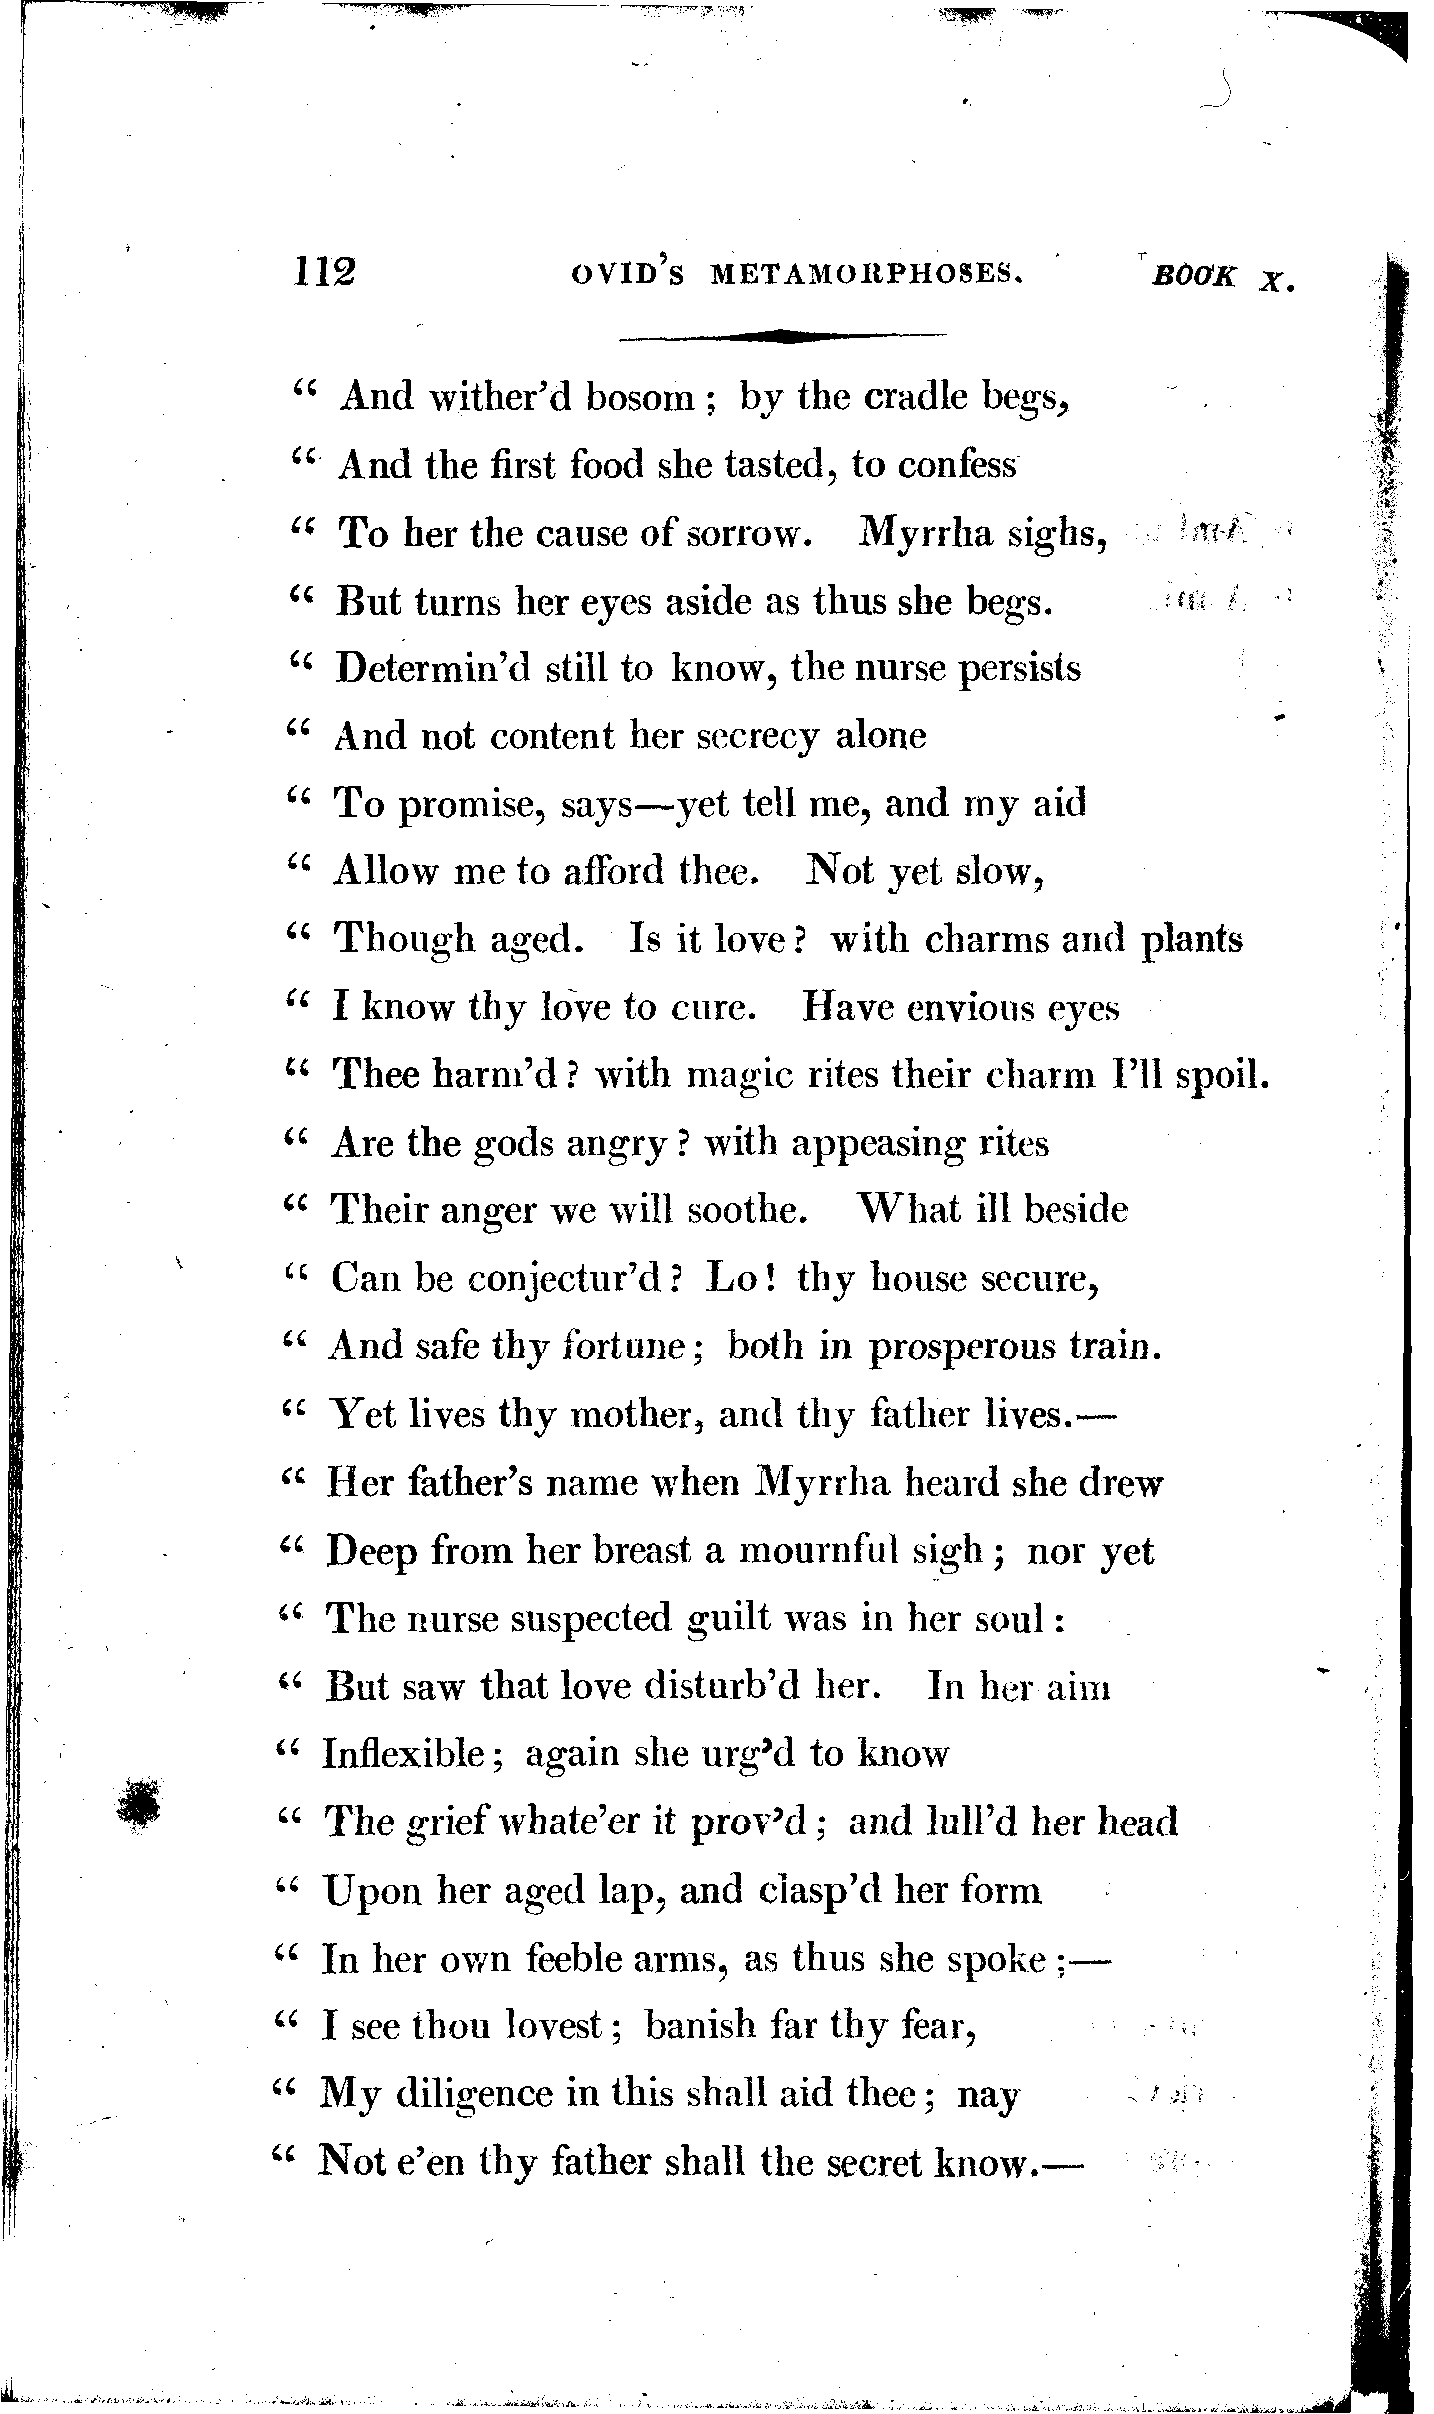 112 OVID'S METAMORPHOSES. BOOK X.
“ And wither'd bosom ; by the cradle begs,
“ And the first food she tasted, to confess
“ To her the cause of sorrow. Myrrha sighs,
“ But turns her eyes aside as thus she begs.
“ Determin'd still to know, the nurse persists
“ And not content her secrecy alone
“ To promise, says—yet tell me, and my aid
“ Allow me to afford thee. Not yet slow,
“ Though aged. Is it love ? with charms and plants
“ I know thy love to cure. Have envious eyes
“ Thee harm'd ? with magic rites their charm I'll spoil.
“ Are the gods angry ? with appeasing rites
“ Their anger we will soothe. What ill beside
“ Can be conjectur'd ? Lo ! thy house secure,
“ And safe thy fortune ; both in prosperous train.
“ Yet lives thy mother, and thy father lives.—
“ Her father's name when Myrrha heard she drew
“ Deep from her breast a mournful sigh ; nor yet
“ The nurse suspected guilt was in her soul :
“ But saw that love disturb'd her. In her aim
“ Inflexible ; again she urg'd to know
“ The grief whate'er it prov'd ; and lull'd her head
“ Upon her aged lap, and clasp'd her form
“ In her own feeble arms, as thus she spoke ;—
“ I see thou lovest ; banish far thy fear,
“ My diligence in this shall aid thee ; nay
“ Not e'en thy father shall the secret know.—